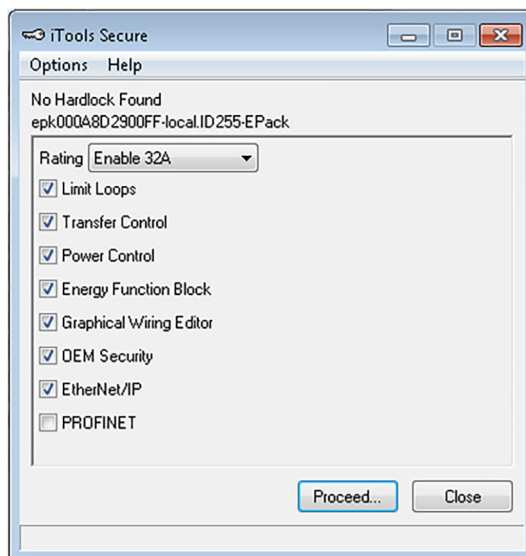 iTools Secure
Options Help
No Hardlock Found
epk000A8D2900FF-local.ID255-EPack
Rating Enable 32A
Limit Loops
Transfer Control
Power Control
Energy Function Block
Graphical Wiring Editor
OEM Security
EtherNet/IP
PROFINET
Proceed... Close